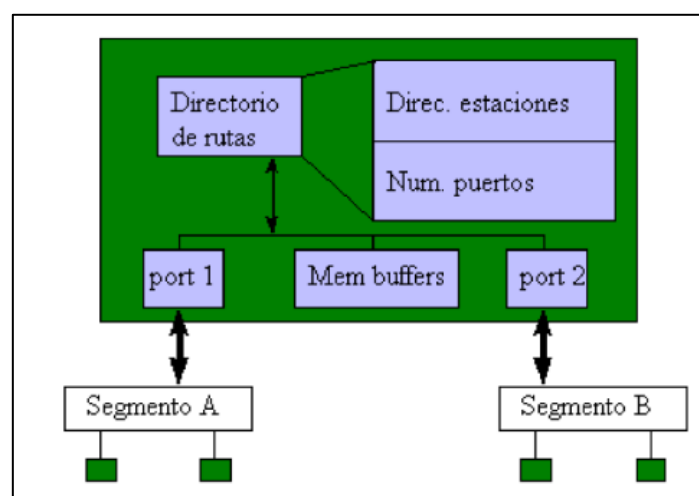 Directorio
de rutas
Direc. estaciones
Num. puertos
port 1
Mem buffers
port 2
Segmento A
Segmento B